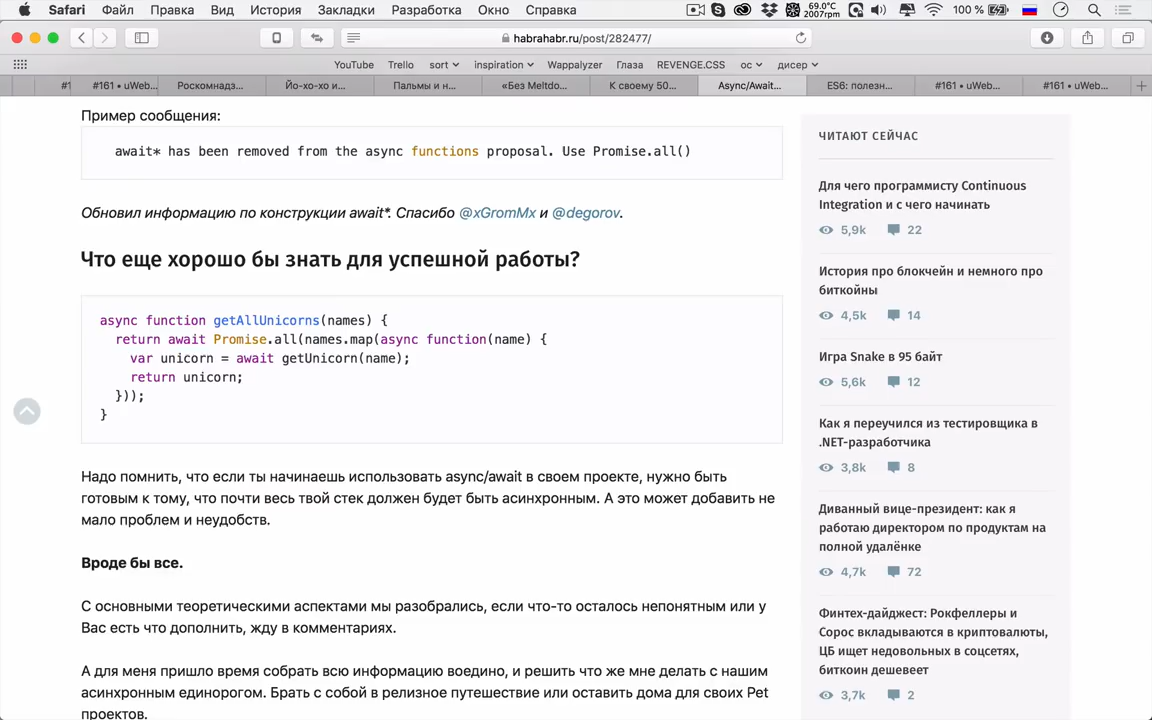 Safari Файл Правка Вид История Закладки Разработка Окно Справка 69.0°C 2007rpm 100 %
habrahabr.ru/post/282477/
YouTube Trello sort inspiration Wappalyzer Глаза REVENGE.CSS ос дисер
#1 #161 • uWeb... Роскомнадз... Йо-хо-хо и... Пальмы и н... «Без Meltdo... К своему 50... Async/Await... ES6: полезн... #161 • uWeb... #161 • uWeb...
Пример сообщения:
await* has been removed from the async functions proposal. Use Promise.all()
Обновил информацию по конструкции await*. Спасибо @xGromMx и @degorov.
Что еще хорошо бы знать для успешной работы?
async function getAllUnicorns(names) {
return await Promise.all(names.map(async function(name) {
var unicorn = await getUnicorn(name);
return unicorn;
}));
}
Надо помнить, что если ты начинаешь использовать async/await в своем проекте, нужно быть
готовым к тому, что почти весь твой стек должен будет быть асинхронным. А это может добавить не
мало проблем и неудобств.
Вроде бы все.
С основными теоретическими аспектами мы разобрались, если что-то осталось непонятным или у
Вас есть что дополнить, жду в комментариях.
А для меня пришло время собрать всю информацию воедино, и решить что же мне делать с нашим
асинхронным единорогом. Брать с собой в релизное путешествие или оставить дома для своих Pet
проектов.
ЧИТАЮТ СЕЙЧАС
Для чего программисту Continuous
Integration и с чего начинать
5,9k 22
История про блокчейн и немного про
биткойны
4,5k 14
Игра Snake в 95 байт
5,6k 12
Как я переучился из тестировщика в
.NET-разработчика
3,8k 8
Диванный вице-президент: как я
работаю директором по продуктам на
полной удалёнке
4,7k 72
Финтех-дайджест: Рокфеллеры и
Сорос вкладываются в криптовалюты,
ЦБ ищет недовольных в соцсетях,
биткоин дешевеет
3,7k 2